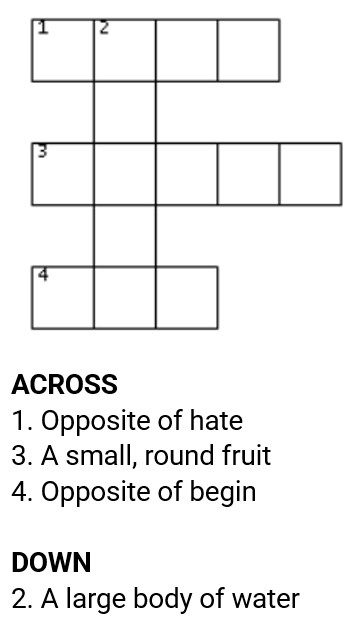 1 2
3
4
ACROSS
1. Opposite of hate
3. A small, round fruit
4. Opposite of begin
DOWN
2. A large body of water